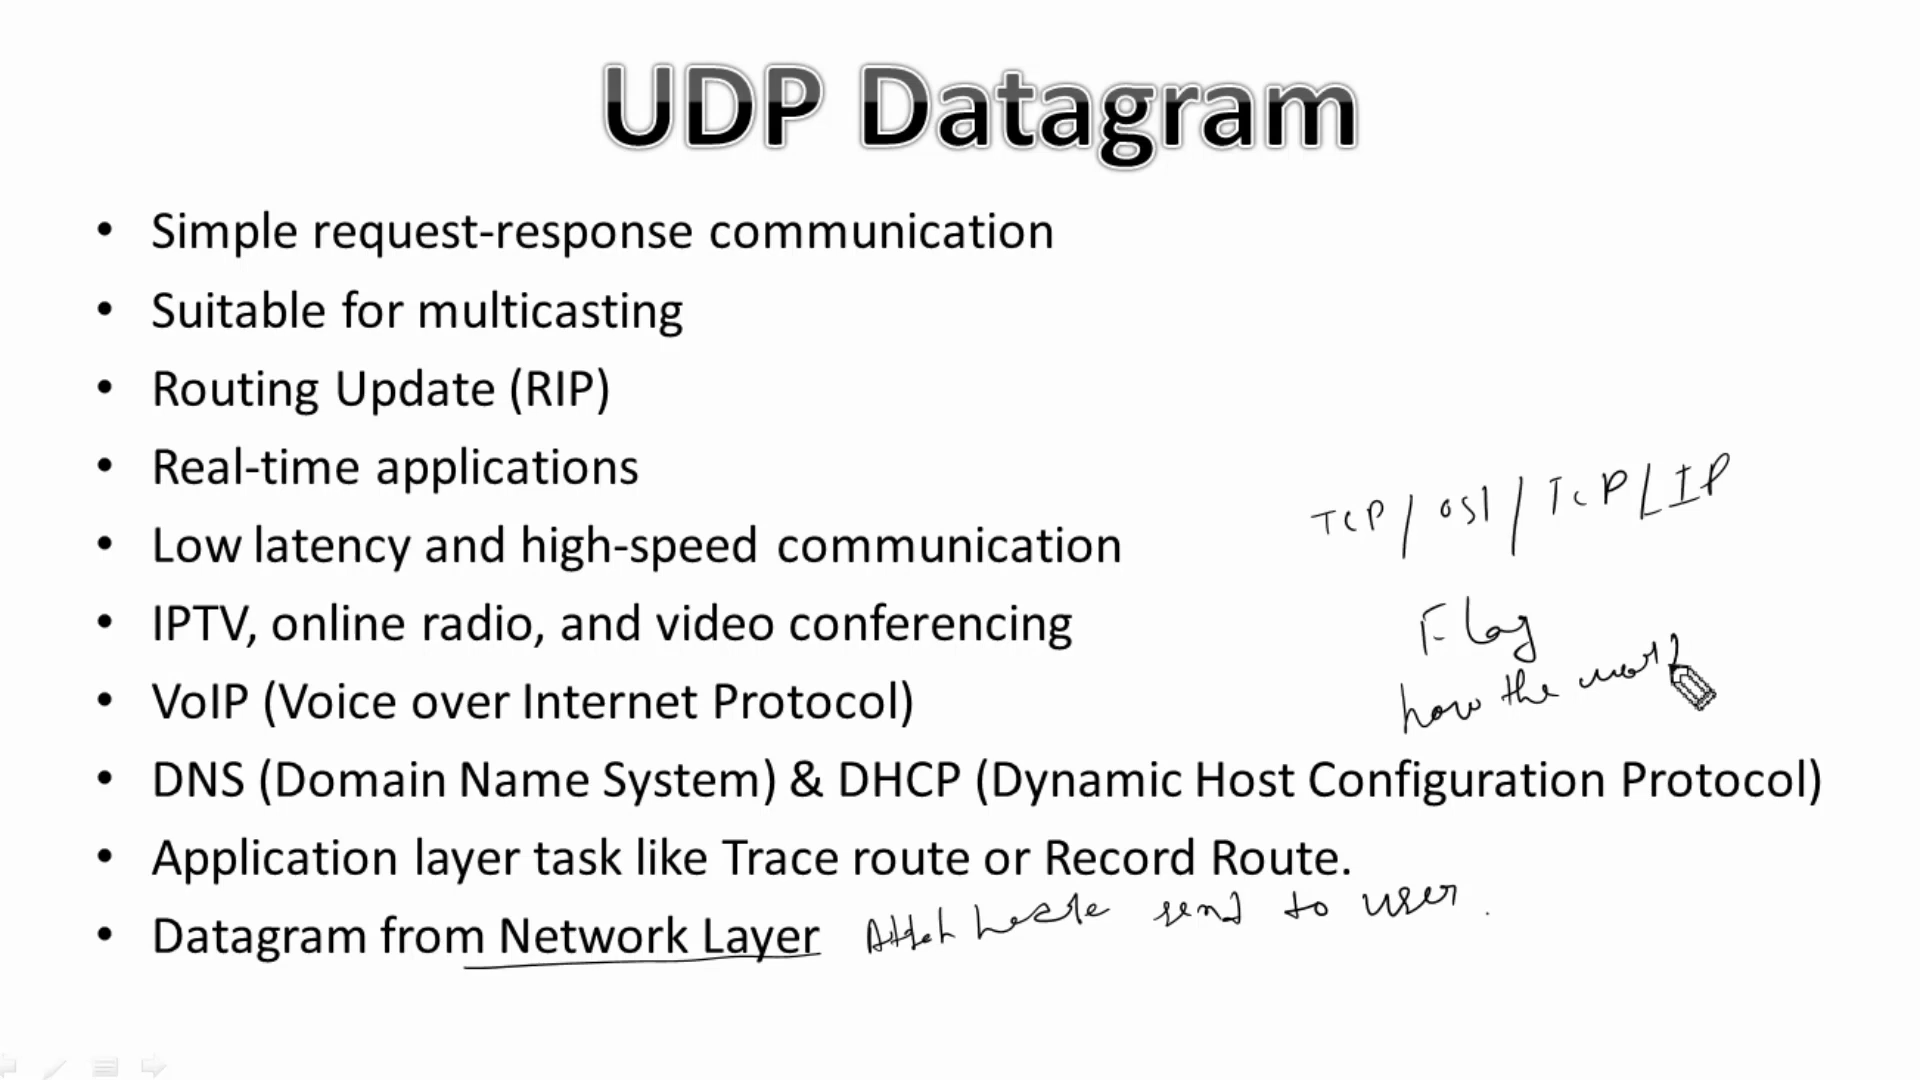 UDP Datagram
• Simple request-response communication
• Suitable for multicasting
• Routing Update (RIP)
• Real-time applications
• Low latency and high-speed communication
TCP / OSI / TCP/IP
• IPTV, online radio, and video conferencing
Flag
• VoIP (Voice over Internet Protocol)
how the work
• DNS (Domain Name System) & DHCP (Dynamic Host Configuration Protocol)
• Application layer task like Trace route or Record Route.
• Datagram from Network Layer
send to user.